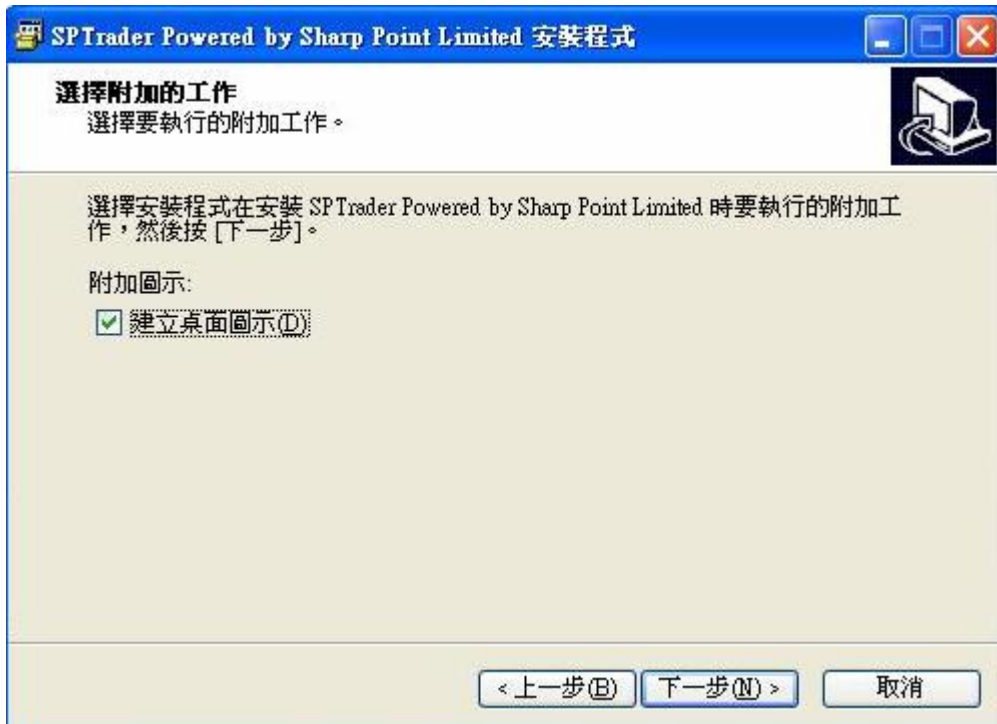 SPTrader Powered by Sharp Point Limited 安裝程式
選擇附加的工作
選擇要執行的附加工作。
選擇安裝程式在安裝 SPTrader Powered by Sharp Point Limited 時要執行的附加工
作，然後按 [下一步]。
附加圖示:
建立桌面圖示(D)
< 上一步(B) 下一步(N) > 取消